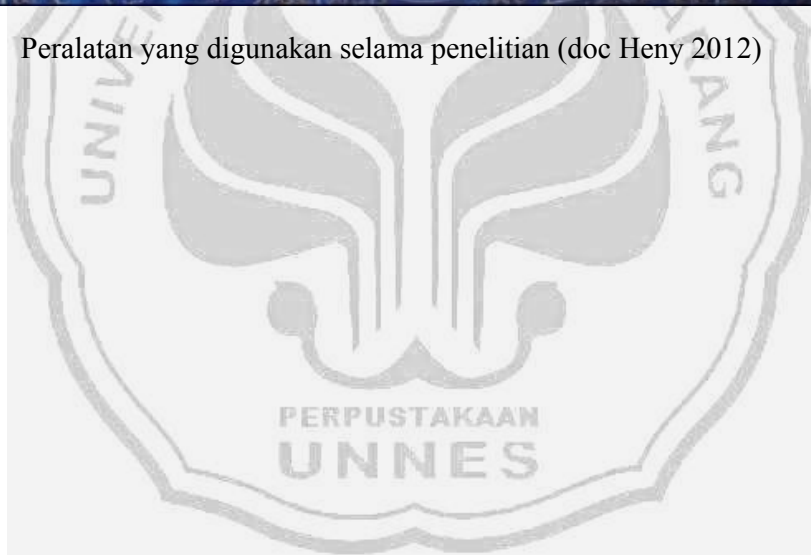 Peralatan yang digunakan selama penelitian (doc Heny 2012)
PERPUSTAKAAN
UNNES